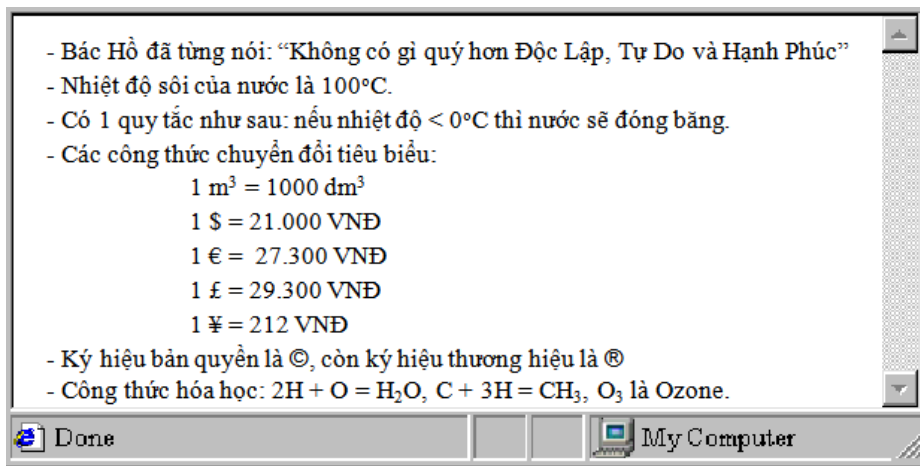 - Bác Hồ đã từng nói: “Không có gì quý hơn Độc Lập, Tự Do và Hạnh Phúc”
- Nhiệt độ sôi của nước là 100°C.
- Có 1 quy tắc như sau: nếu nhiệt độ < 0°C thì nước sẽ đóng băng.
- Các công thức chuyển đổi tiêu biểu:
1 m³ = 1000 dm³
1 $ = 21.000 VNĐ
1 € = 27.300 VNĐ
1 £ = 29.300 VNĐ
1 ¥ = 212 VNĐ
- Ký hiệu bản quyền là ©, còn ký hiệu thương hiệu là ®
- Công thức hóa học: 2H + O = H₂O, C + 3H = CH₃, O₃ là Ozone.
Done My Computer